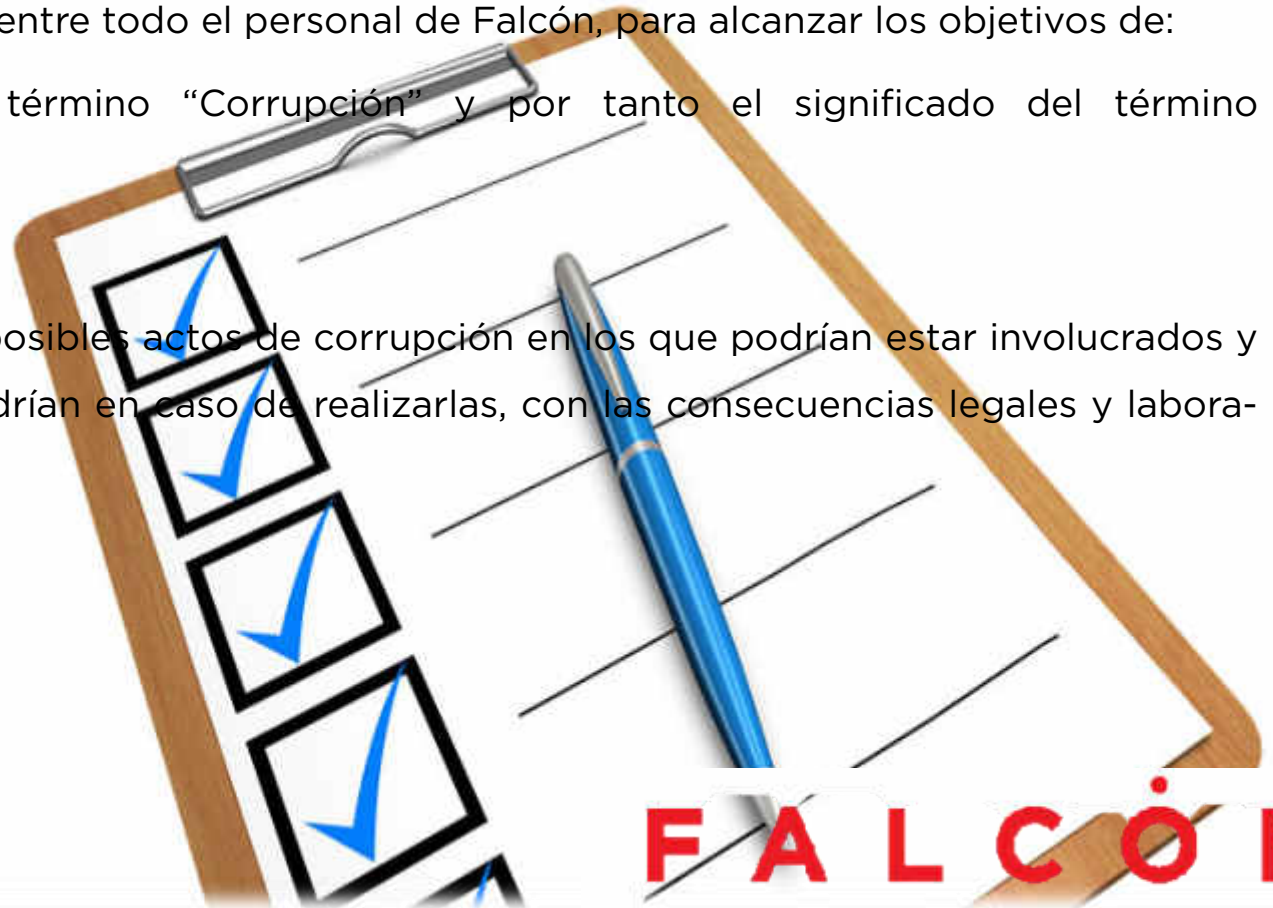 entre todo el personal de Falcón, para alcanzar los objetivos de:
término “Corrupción” y por tanto el significado del término
posibles actos de corrupción en los que podrían estar involucrados y
drían en caso de realizarlas, con las consecuencias legales y labora-
FALCÓ